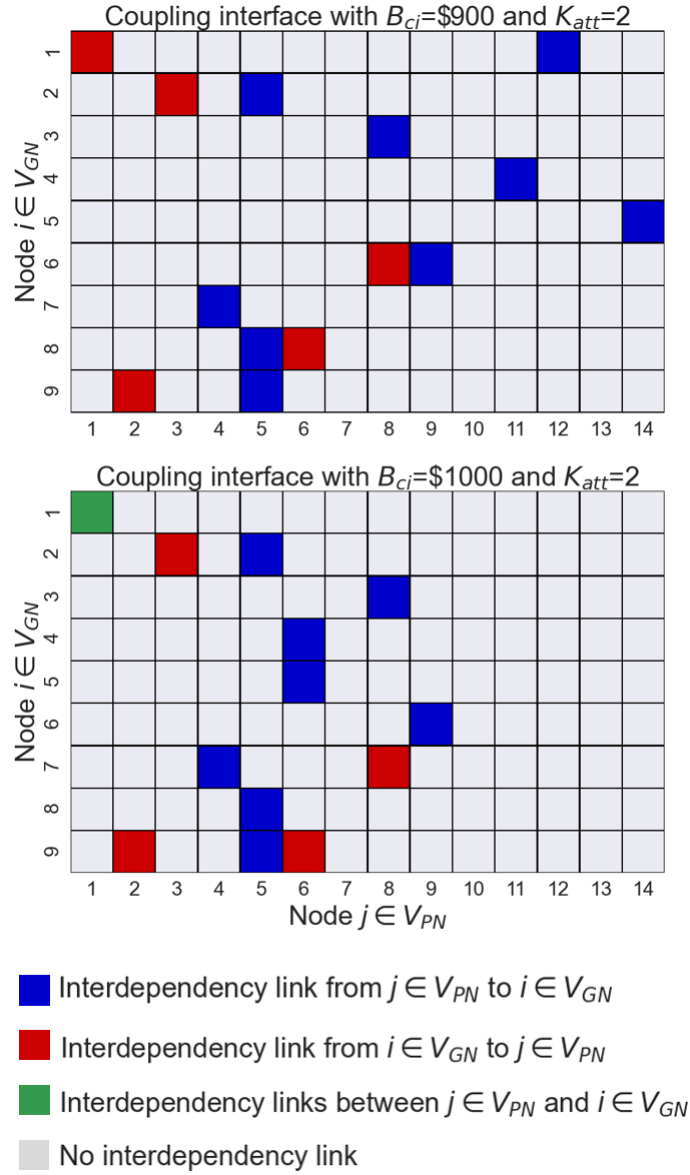 Coupling interface with B_ci=$900 and K_att=2
Node i ∈ V_GN
1
2
3
4
5
6
7
8
9
1 2 3 4 5 6 7 8 9 10 11 12 13 14
Coupling interface with B_ci=$1000 and K_att=2
Node i ∈ V_GN
1
2
3
4
5
6
7
8
9
1 2 3 4 5 6 7 8 9 10 11 12 13 14
Node j ∈ V_PN
Interdependency link from j ∈ V_PN to i ∈ V_GN
Interdependency link from i ∈ V_GN to j ∈ V_PN
Interdependency links between j ∈ V_PN and i ∈ V_GN
No interdependency link